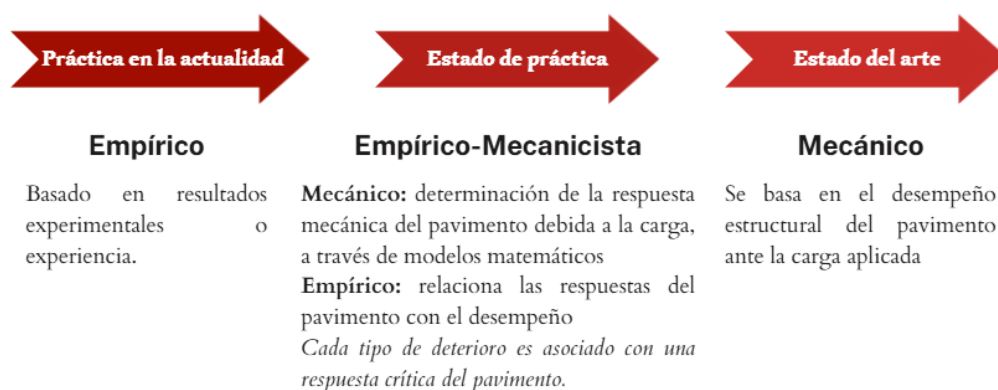 Práctica en la actualidad
Estado de práctica
Estado del arte
Empírico
Basado en resultados
experimentales o
experiencia.
Empírico-Mecanicista
Mecánico: determinación de la respuesta
mecánica del pavimento debida a la carga,
a través de modelos matemáticos
Empírico: relaciona las respuestas del
pavimento con el desempeño
Cada tipo de deterioro es asociado con una
respuesta crítica del pavimento.
Mecánico
Se basa en el desempeño
estructural del pavimento
ante la carga aplicada